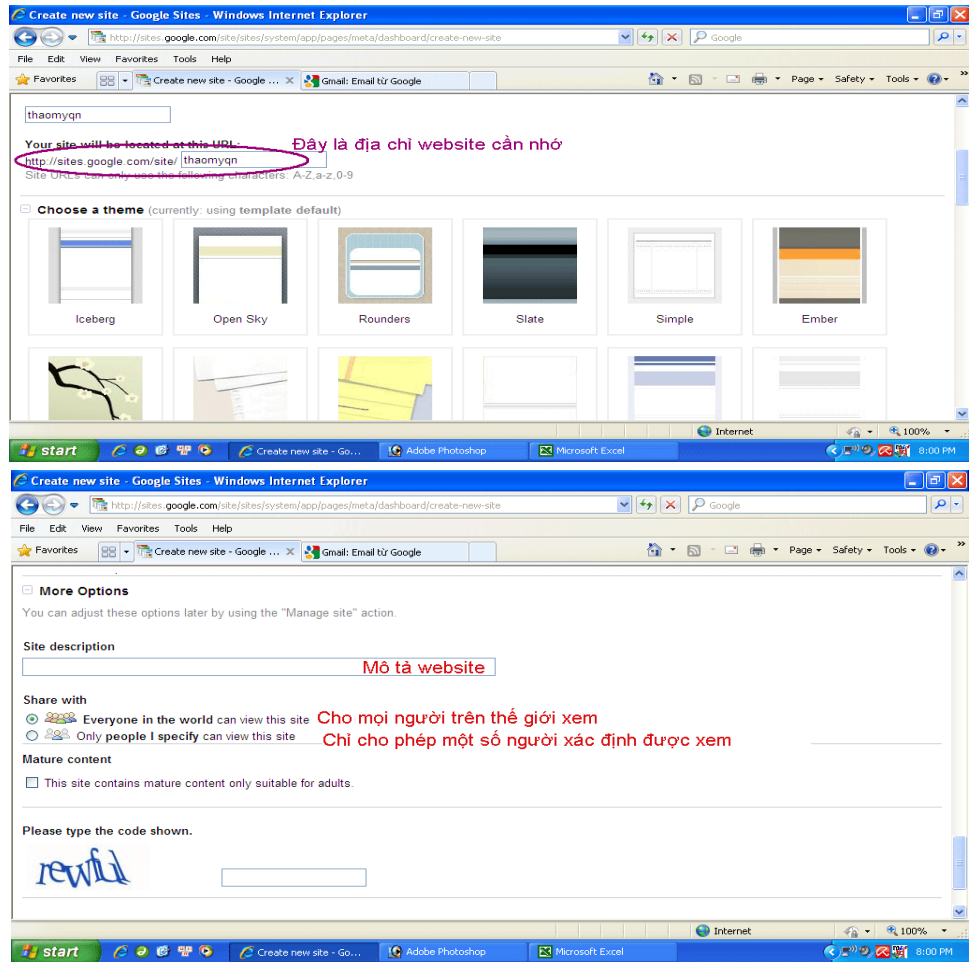 Create new site - Google Sites - Windows Internet Explorer
http://sites.google.com/site/sites/system/app/pages/meta/dashboard/create-new-site
Google
File Edit View Favorites Tools Help
Favorites Create new site - Google ... X Gmail: Email từ Google Page Safety Tools
thaomyqn
Your site will be located at this URL: Đây là địa chỉ website cần nhớ
http://sites.google.com/site/ thaomyqn
Site URLs can only use the following characters: A-Z,a-z,0-9
Choose a theme (currently: using template default)
Iceberg Open Sky Rounders Slate Simple Ember
Internet 100%
start Create new site - Go... Adobe Photoshop Microsoft Excel 8:00 PM
Create new site - Google Sites - Windows Internet Explorer
http://sites.google.com/site/sites/system/app/pages/meta/dashboard/create-new-site
Google
File Edit View Favorites Tools Help
Favorites Create new site - Google ... X Gmail: Email từ Google Page Safety Tools
More Options
You can adjust these options later by using the "Manage site" action.
Site description
Mô tả website
Share with
Everyone in the world can view this site Cho mọi người trên thế giới xem
Only people I specify can view this site Chỉ cho phép một số người xác định được xem
Mature content
This site contains mature content only suitable for adults.
Please type the code shown.
rewful
Internet 100%
start Create new site - Go... Adobe Photoshop Microsoft Excel 8:00 PM